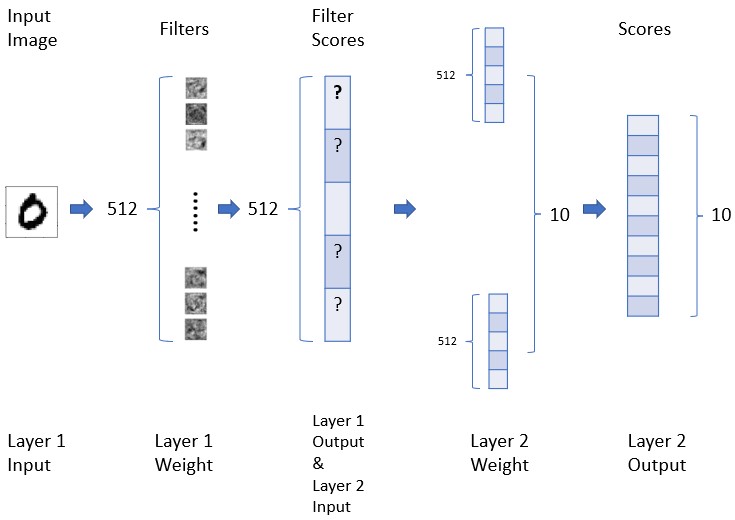 Input
Image
Filters
Filter
Scores
Scores
512
512
512
?
?
?
?
512
512
10
10
Layer 1
Input
Layer 1
Weight
Layer 1
Output
&
Layer 2
Input
Layer 2
Weight
Layer 2
Output